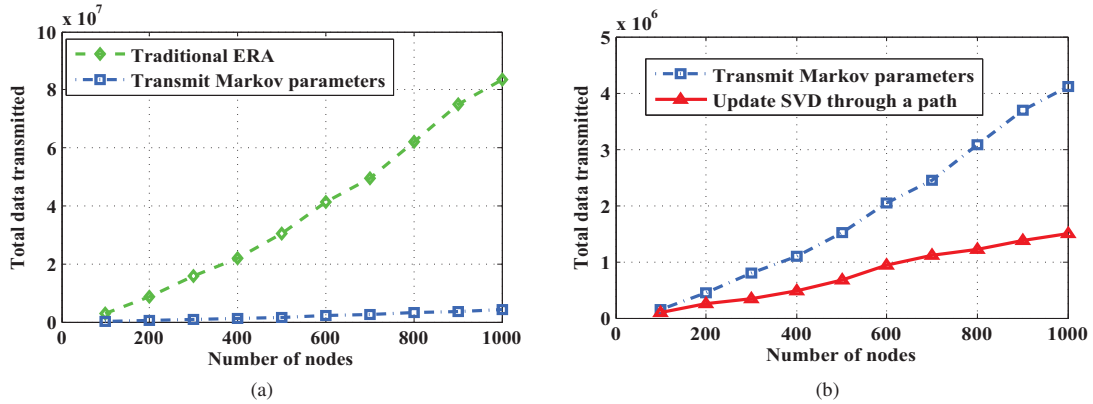 x 10^7
10
8
6
4
2
0
0
200
400
600
800
1000
Total data transmitted
Number of nodes
Traditional ERA
Transmit Markov parameters
(a)
x 10^6
5
4
3
2
1
0
0
200
400
600
800
1000
Total data transmitted
Number of nodes
Transmit Markov parameters
Update SVD through a path
(b)